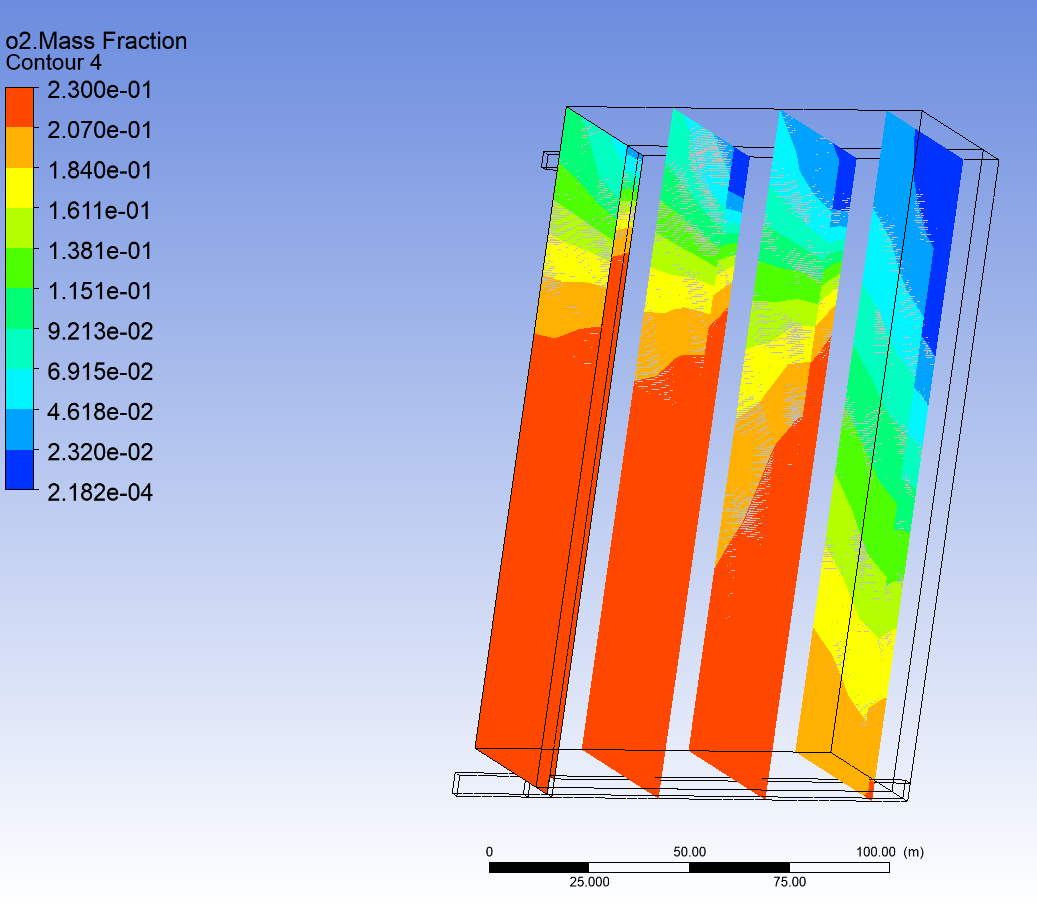 o2.Mass Fraction
Contour 4
2.300e-01
2.070e-01
1.840e-01
1.611e-01
1.381e-01
1.151e-01
9.213e-02
6.915e-02
4.618e-02
2.320e-02
2.182e-04
0 50.00 100.00 (m)
25.000 75.00